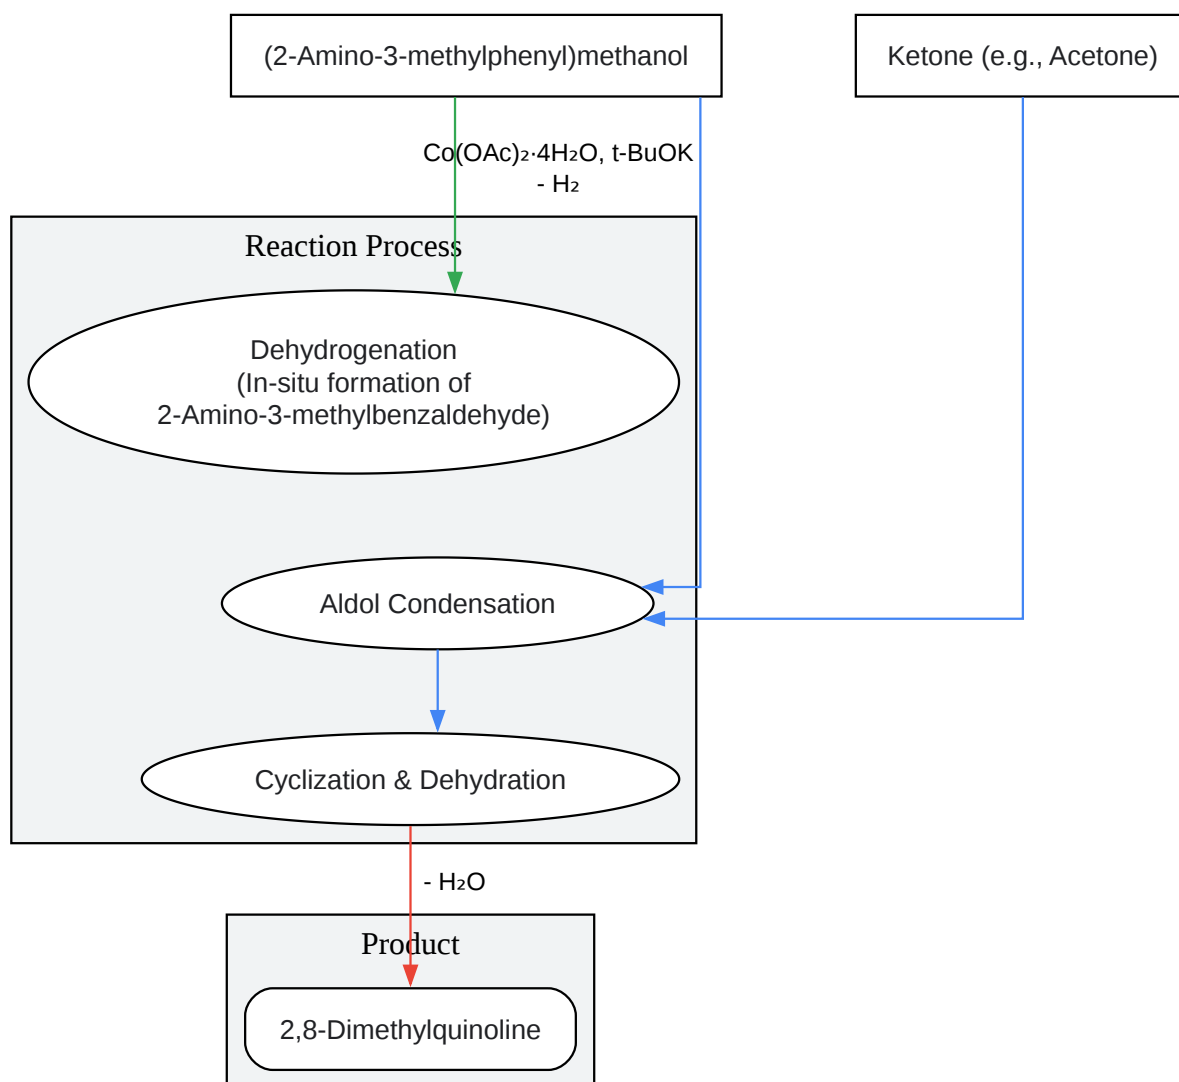 (2-Amino-3-methylphenyl)methanol
Ketone (e.g., Acetone)
Co(OAc)₂·4H₂O, t-BuOK
- H₂
Reaction Process
Dehydrogenation
(In-situ formation of
2-Amino-3-methylbenzaldehyde)
Aldol Condensation
Cyclization & Dehydration
- H₂O
Product
2,8-Dimethylquinoline